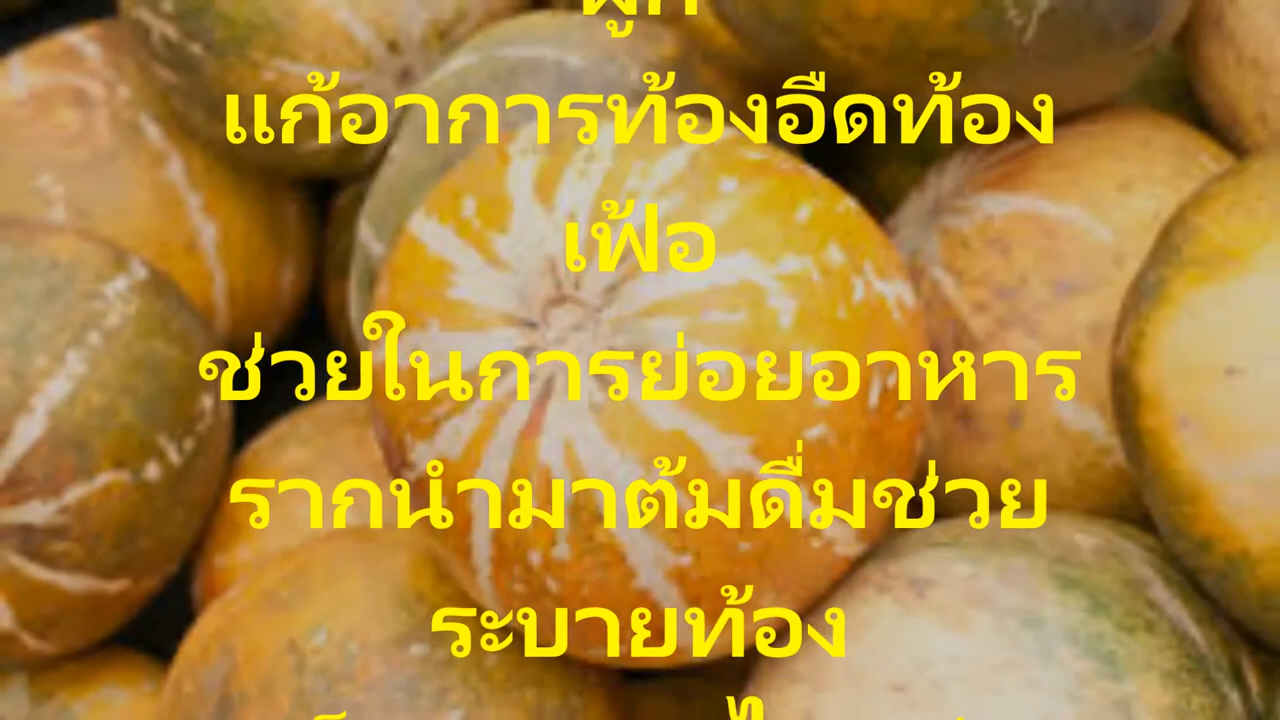 แก้อาการท้องอืดท้อง
เฟ้อ
ช่วยในการย่อยอาหาร
รากนำมาต้มดื่มช่วย
ระบายท้อง